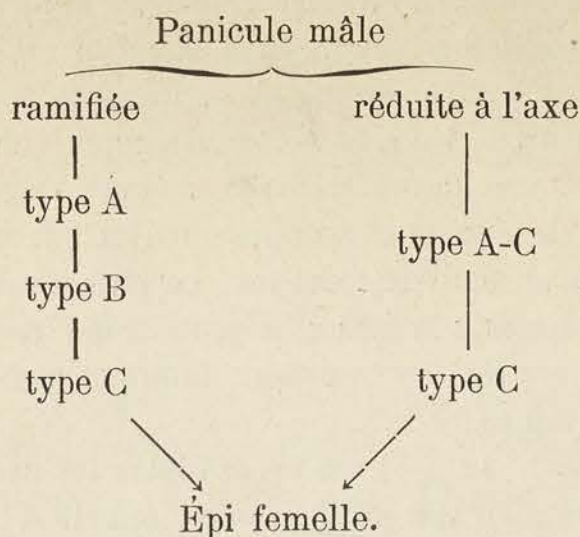 Panicule mâle
ramifiée
réduite à l'axe
type A
type A-C
type B
type C
type C
Épi femelle.